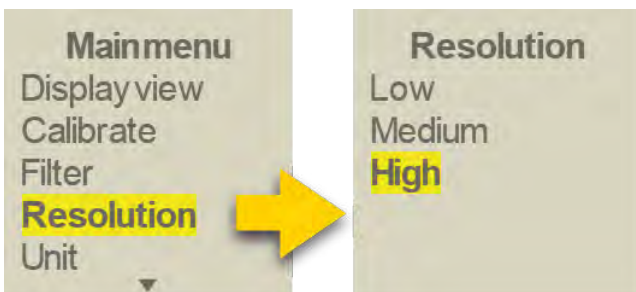 Mainmenu
Display view
Calibrate
Filter
Resolution
Unit
Resolution
Low
Medium
High